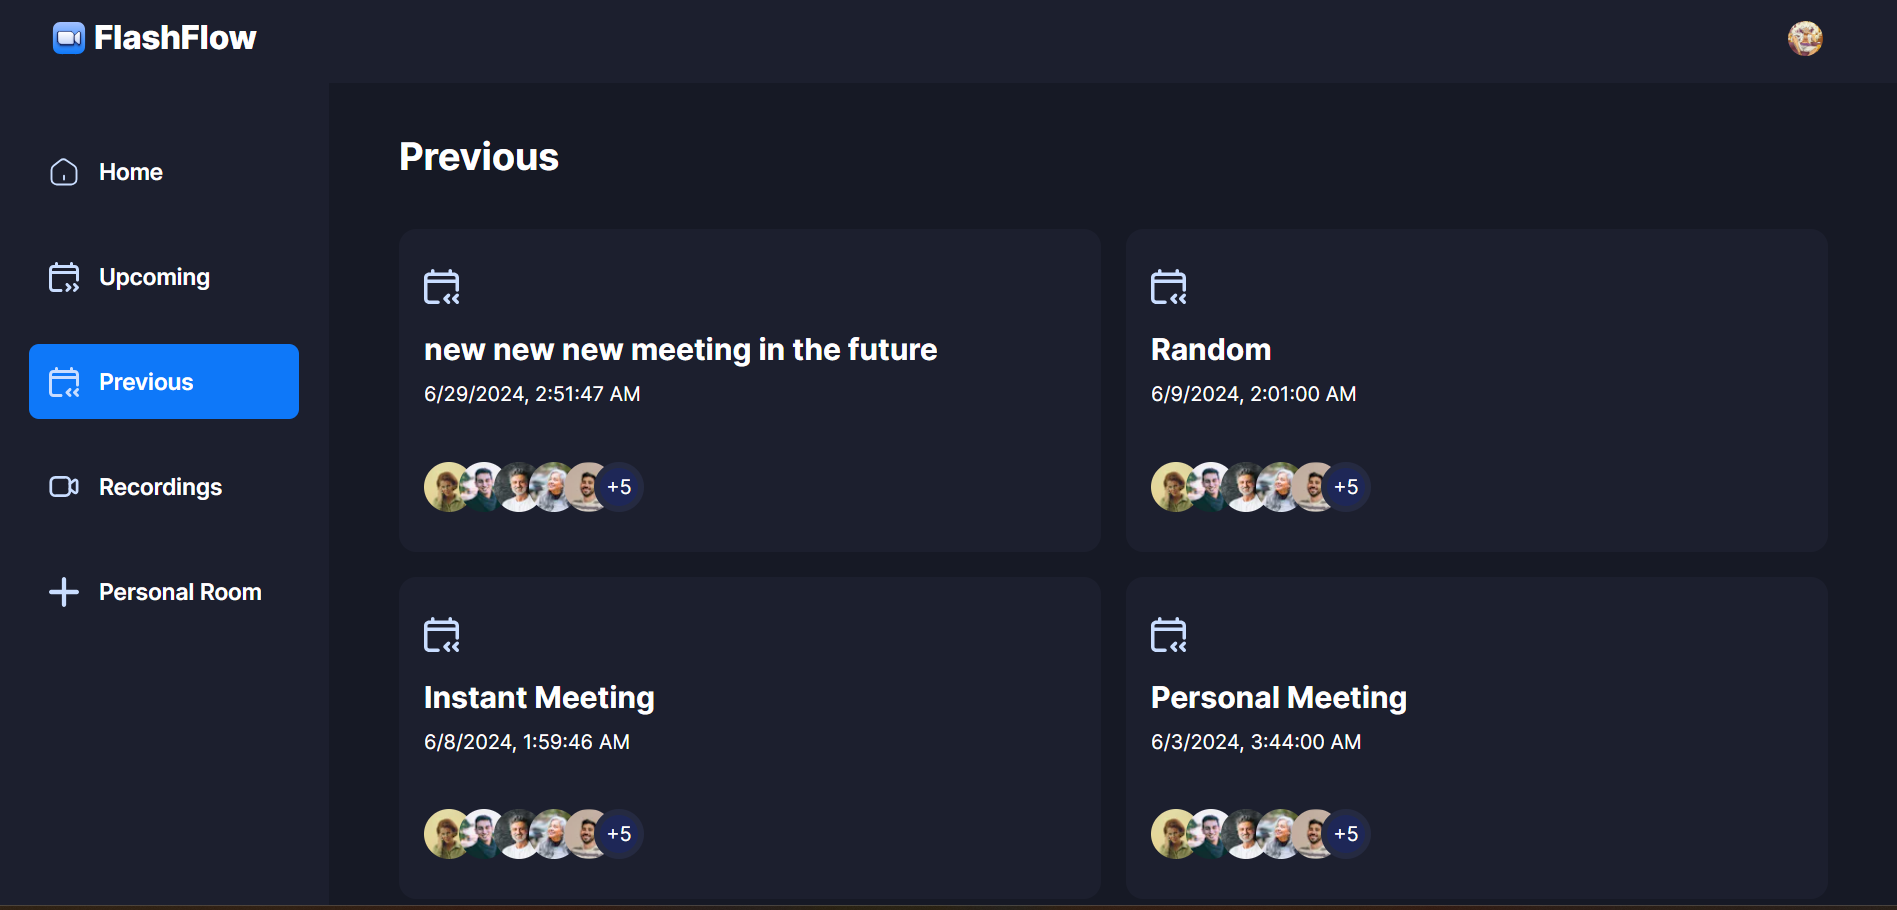 FlashFlow
Home
Upcoming
Previous
Recordings
Personal Room
Previous
new new new meeting in the future
6/29/2024, 2:51:47 AM
+5
Random
6/9/2024, 2:01:00 AM
+5
Instant Meeting
6/8/2024, 1:59:46 AM
+5
Personal Meeting
6/3/2024, 3:44:00 AM
+5